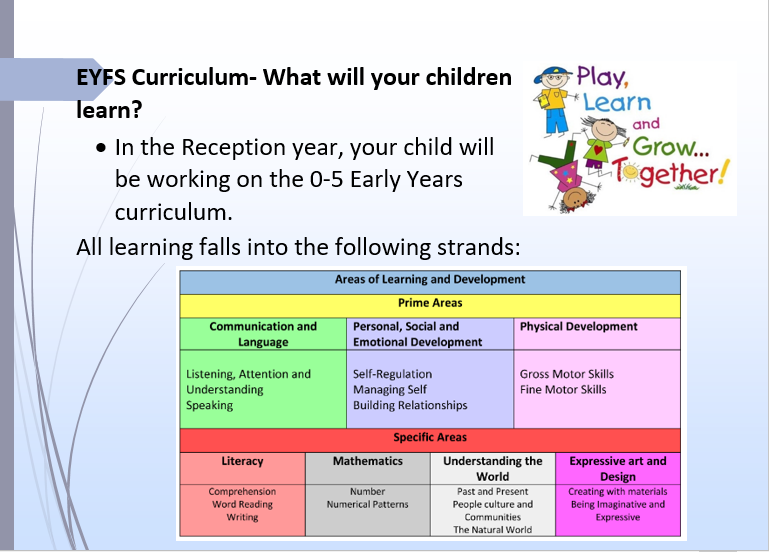 EYFS Curriculum- What will your children
learn?
• In the Reception year, your child will
be working on the 0-5 Early Years
curriculum.
All learning falls into the following strands:
Play,
Learn
and
Grow...
Together!
Areas of Learning and Development
Prime Areas
Communication and
Language
Personal, Social and
Emotional Development
Physical Development
Listening, Attention and
Understanding
Speaking
Self-Regulation
Managing Self
Building Relationships
Gross Motor Skills
Fine Motor Skills
Specific Areas
Literacy
Mathematics
Understanding the
World
Expressive art and
Design
Comprehension
Word Reading
Writing
Number
Numerical Patterns
Past and Present
People culture and
Communities
The Natural World
Creating with materials
Being Imaginative and
Expressive